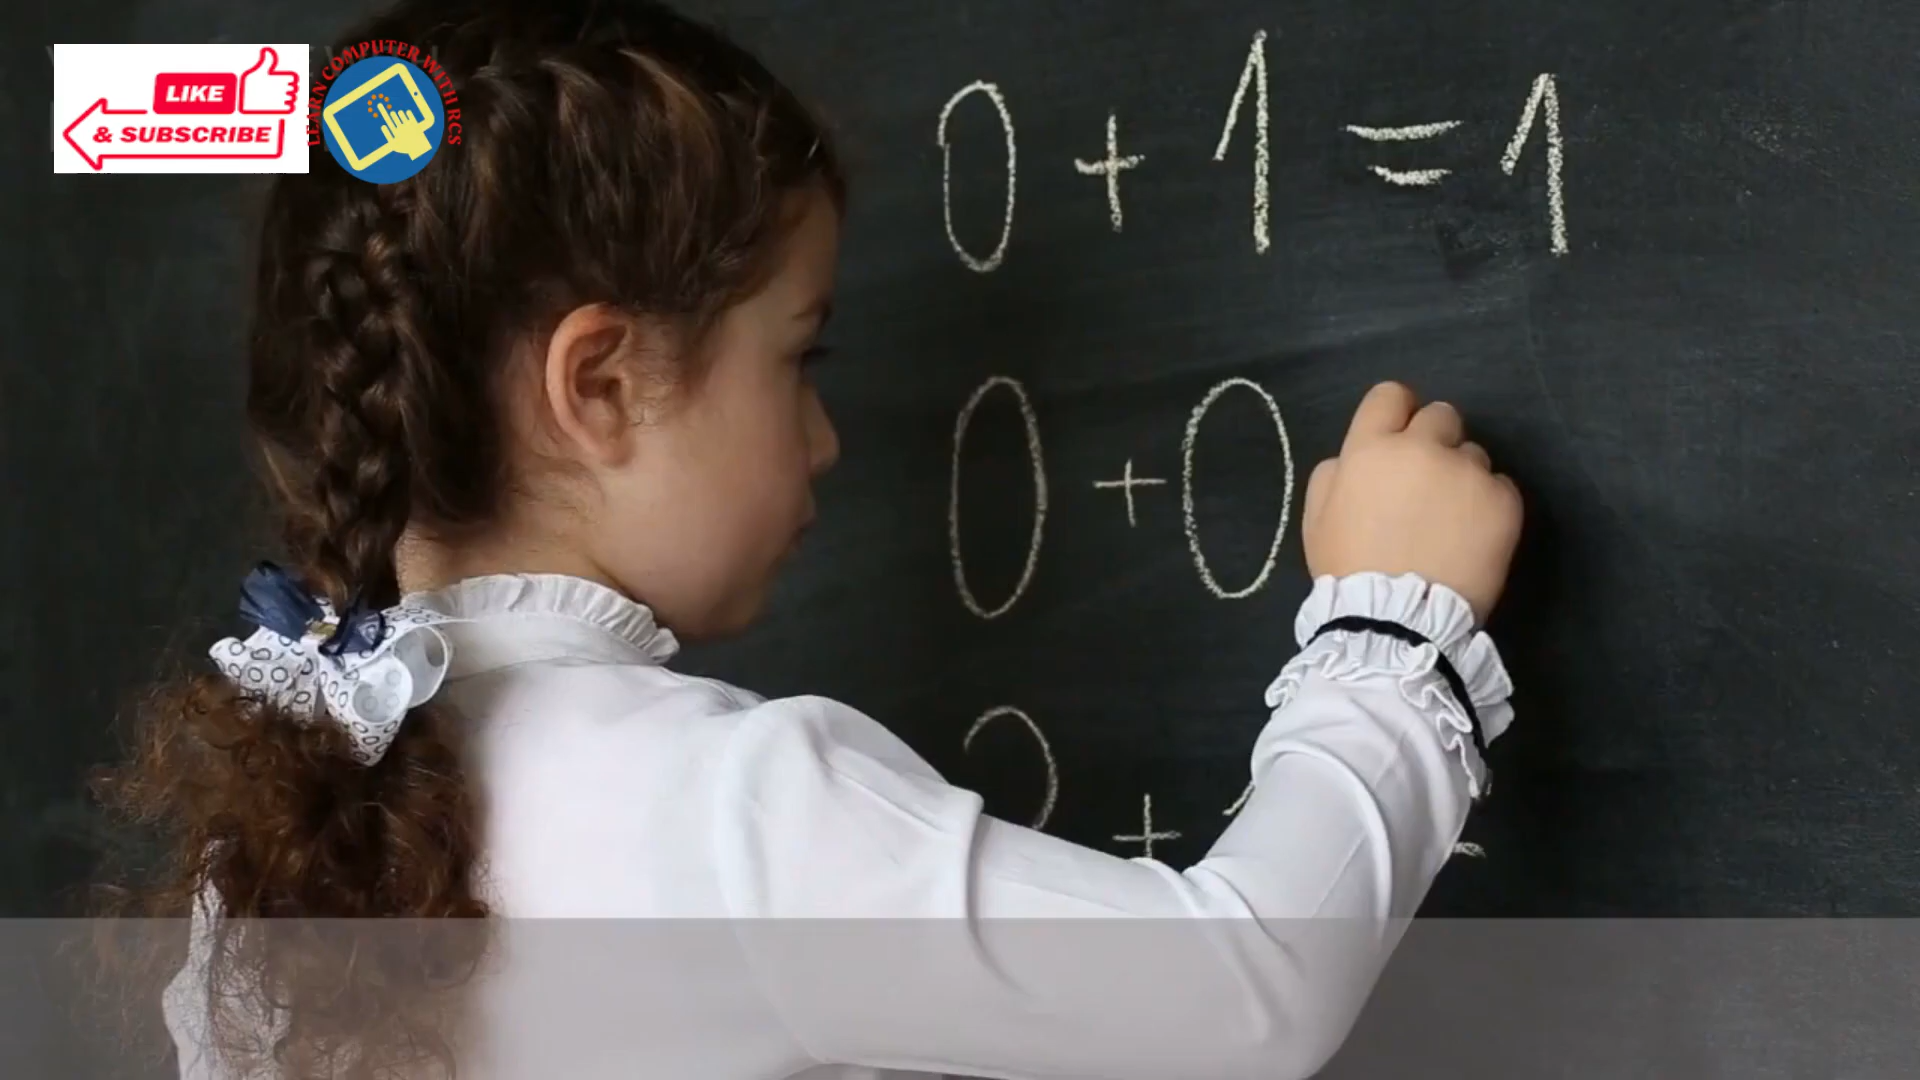 LIKE
& SUBSCRIBE
LEARN COMPUTER WITH RCS
0 + 1 = 1
0 + 0
+